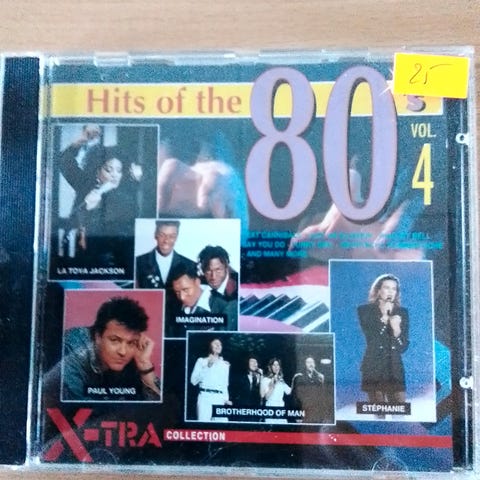 Hits of the 80s
25
VOL.
4
LA TOYA JACKSON
AND MANY MORE
IMAGINATION
PAUL YOUNG
BROTHERHOOD OF MAN
STÉPHANIE
X-TRA COLLECTION